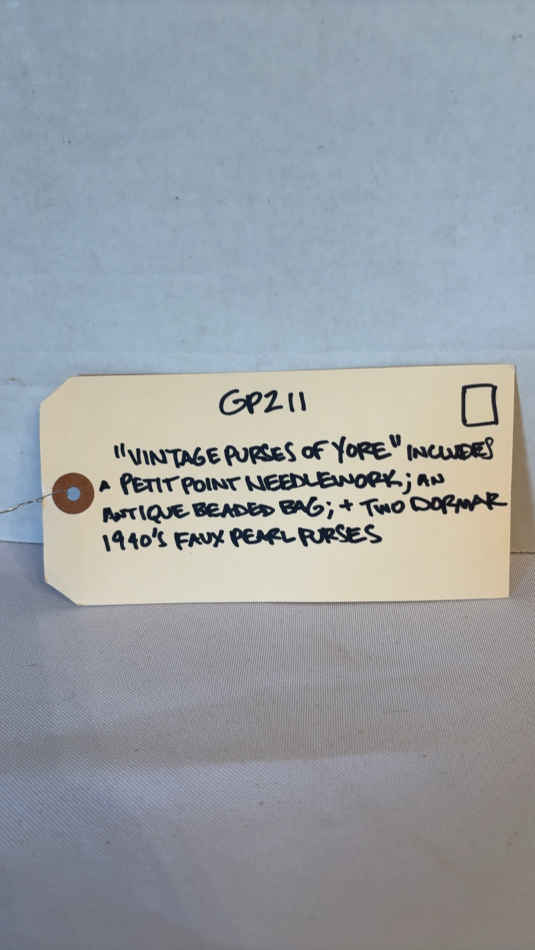 GP211
"VINTAGE PURSES OF YORE" INCLUDES
A PETIT POINT NEEDLEWORK; AN
ANTIQUE BEADED BAG; + TWO DORMAR
1940'S FAUX PEARL PURSES